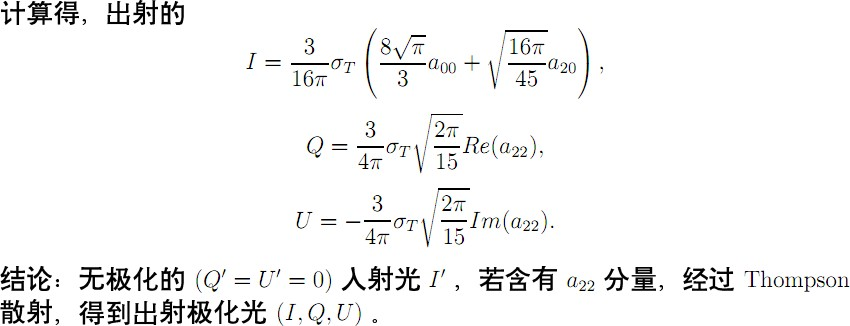 计算得，出射的
I = \frac{3}{16\pi} \sigma_T \left( \frac{8\sqrt{\pi}}{3} a_{00} + \sqrt{\frac{16\pi}{45}} a_{20} \right),
Q = \frac{3}{4\pi} \sigma_T \sqrt{\frac{2\pi}{15}} Re(a_{22}),
U = -\frac{3}{4\pi} \sigma_T \sqrt{\frac{2\pi}{15}} Im(a_{22}).
结论：无极化的 (Q' = U' = 0) 入射光 I'，若含有 a_{22} 分量，经过 Thompson
散射，得到出射极化光 (I, Q, U)。